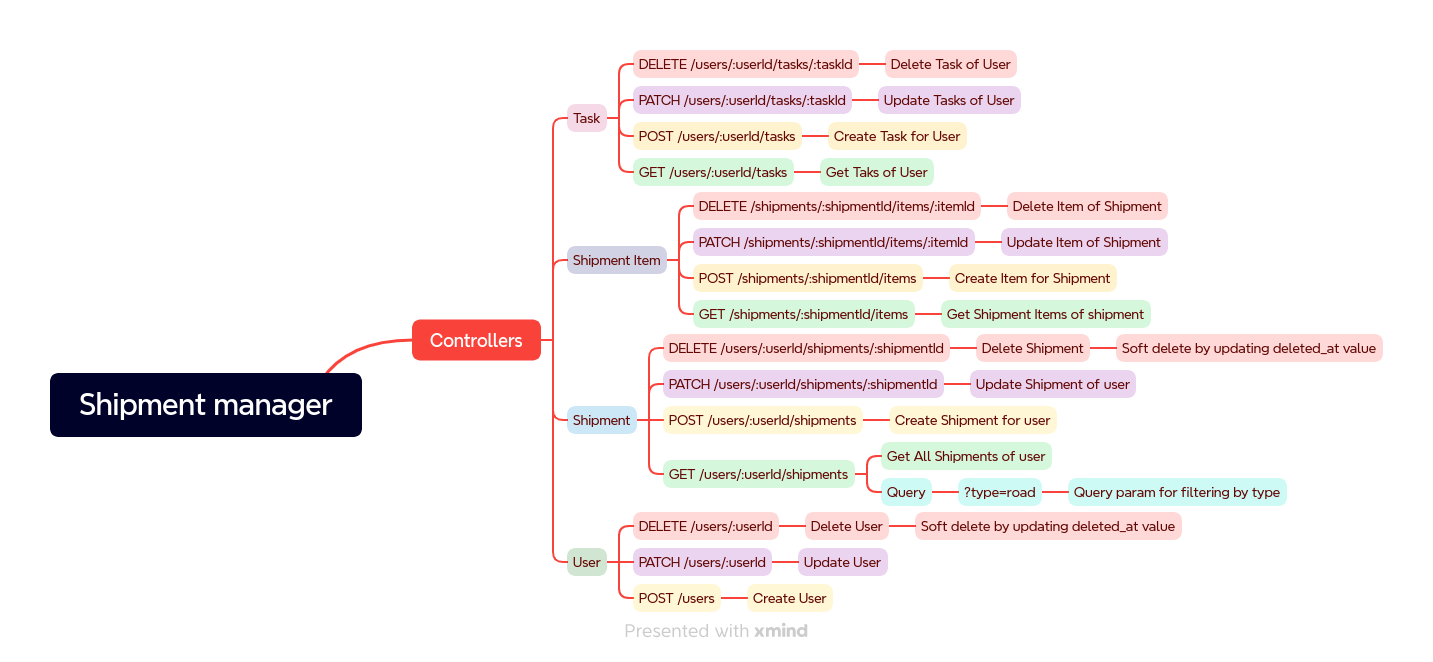 DELETE /users/:userId/tasks/:taskId
Delete Task of User
PATCH /users/:userId/tasks/:taskId
Update Tasks of User
Task
POST /users/:userId/tasks
Create Task for User
GET /users/:userId/tasks
Get Taks of User
DELETE /shipments/:shipmentId/items/:itemId
Delete Item of Shipment
PATCH /shipments/:shipmentId/items/:itemId
Update Item of Shipment
Shipment Item
POST /shipments/:shipmentId/items
Create Item for Shipment
GET /shipments/:shipmentId/items
Get Shipment Items of shipment
Controllers
DELETE /users/:userId/shipments/:shipmentId
Delete Shipment
Soft delete by updating deleted_at value
PATCH /users/:userId/shipments/:shipmentId
Update Shipment of user
Shipment manager
Shipment
POST /users/:userId/shipments
Create Shipment for user
GET /users/:userId/shipments
Get All Shipments of user
Query
?type=road
Query param for filtering by type
DELETE /users/:userId
Delete User
Soft delete by updating deleted_at value
User
PATCH /users/:userId
Update User
POST /users
Create User
Presented with xmind